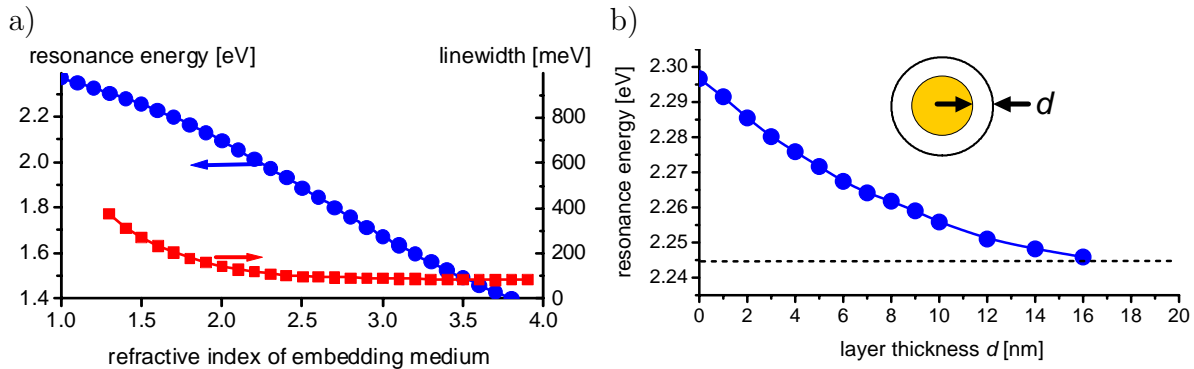 a)
resonance energy [eV]
linewidth [meV]
2.2
2.0
1.8
1.6
1.4
800
600
400
200
0
1.0 1.5 2.0 2.5 3.0 3.5 4.0
refractive index of embedding medium
b)
2.30
2.29
2.28
2.27
2.26
2.25
2.24
resonance energy [eV]
d
0 2 4 6 8 10 12 14 16 18 20
layer thickness d [nm]